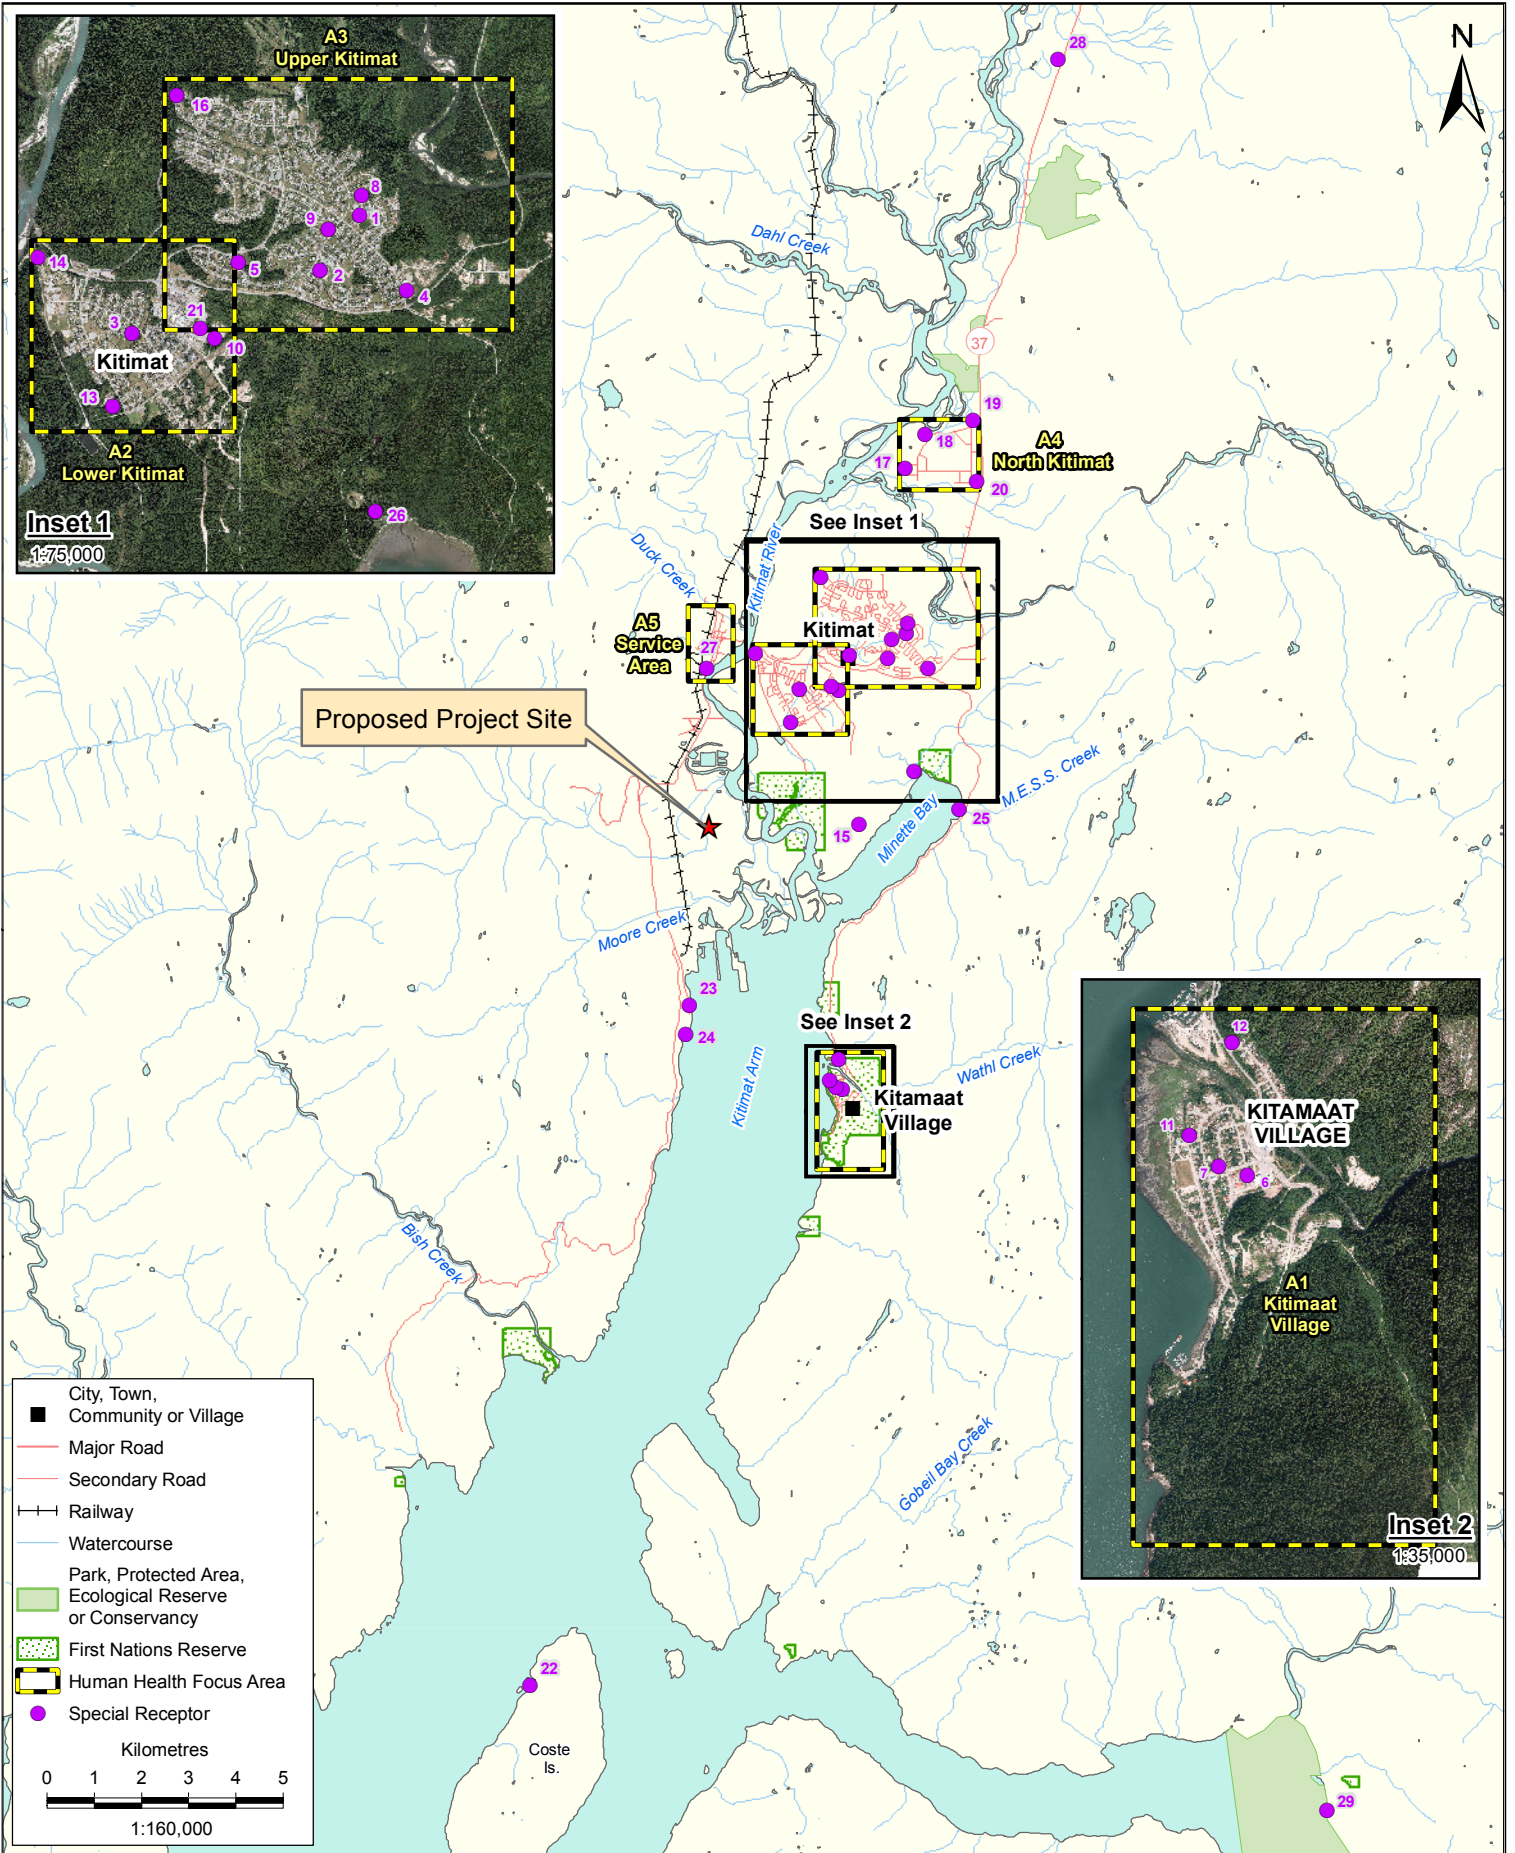 A3
Upper Kitimat
16
8
1
9
2
5
4
14
21
3
10
Kitimat
13
A2
Lower Kitimat
26
Inset 1
1:75,000
N
28
Dahl Creek
37
19
18
17
20
A4
North Kitimat
See Inset 1
Duck Creek
Kitimat River
A5
Service
Area
27
Kitimat
Proposed Project Site
M.E.S.S. Creek
Minette Bay
25
15
Moore Creek
23
24
See Inset 2
Kitimat Arm
Wathl Creek
Kitamaat
Village
12
KITAMAAT
VILLAGE
11
7
6
A1
Kitimaat
Village
Inset 2
1:35,000
Bish Creek
Gobeil Bay Creek
22
Coste
Is.
29
City, Town,
Community or Village
Major Road
Secondary Road
Railway
Watercourse
Park, Protected Area,
Ecological Reserve
or Conservancy
First Nations Reserve
Human Health Focus Area
Special Receptor
Kilometres
0 1 2 3 4 5
1:160,000